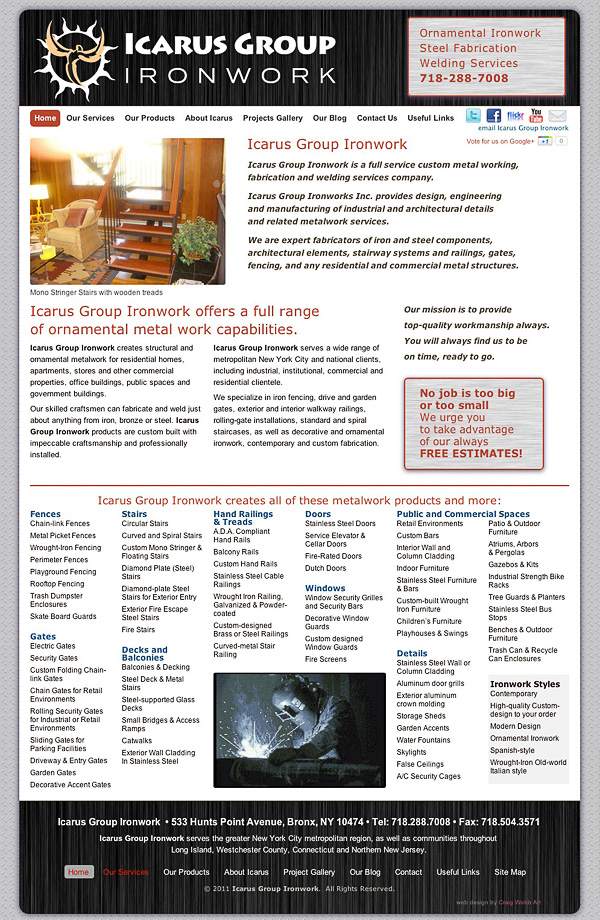 ICARUS GROUP
IRONWORK
Ornamental Ironwork
Steel Fabrication
Welding Services
718-288-7008
Home
Our Services
Our Products
About Icarus
Projects Gallery
Our Blog
Contact Us
Useful Links
flickr
You Tube
email Icarus Group Ironwork
Vote for us on Google+
+1
0
Icarus Group Ironwork
Icarus Group Ironwork is a full service custom metal working,
fabrication and welding services company.
Icarus Group Ironworks Inc. provides design, engineering
and manufacturing of industrial and architectural details
and related metalwork services.
We are expert fabricators of iron and steel components,
architectural elements, stairway systems and railings, gates,
fencing, and any residential and commercial metal structures.
Mono Stringer Stairs with wooden treads
Icarus Group Ironwork offers a full range
of ornamental metal work capabilities.
Icarus Group Ironwork creates structural and
ornamental metalwork for residential homes,
apartments, stores and other commercial
properties, office buildings, public spaces and
government buildings.
Our skilled craftsmen can fabricate and weld just
about anything from iron, bronze or steel. Icarus
Group Ironwork products are custom built with
impeccable craftsmanship and professionally
installed.
Icarus Group Ironwork serves a wide range of
metropolitan New York City and national clients,
including industrial, institutional, commercial and
residential clientele.
We specialize in iron fencing, drive and garden
gates, exterior and interior walkway railings,
rolling-gate installations, standard and spiral
staircases, as well as decorative and ornamental
ironwork, contemporary and custom fabrication.
Our mission is to provide
top-quality workmanship always.
You will always find us to be
on time, ready to go.
No job is too big
or too small
We urge you
to take advantage
of our always
FREE ESTIMATES!
Icarus Group Ironwork creates all of these metalwork products and more:
Fences
Chain-link Fences
Metal Picket Fences
Wrought-Iron Fencing
Perimeter Fences
Playground Fencing
Rooftop Fencing
Trash Dumpster
Enclosures
Skate Board Guards
Gates
Electric Gates
Security Gates
Custom Folding Chain-
link Gates
Chain Gates for Retail
Environments
Rolling Security Gates
for Industrial or Retail
Environments
Sliding Gates for
Parking Facilities
Driveway & Entry Gates
Garden Gates
Decorative Accent Gates
Stairs
Circular Stairs
Curved and Spiral Stairs
Custom Mono Stringer &
Floating Stairs
Diamond Plate (Steel)
Stairs
Diamond-plate Steel
Stairs for Exterior Entry
Exterior Fire Escape
Steel Stairs
Fire Stairs
Decks and
Balconies
Balconies & Decking
Steel Deck & Metal
Stairs
Steel-supported Glass
Decks
Small Bridges & Access
Ramps
Catwalks
Exterior Wall Cladding
In Stainless Steel
Hand Railings
& Treads
A.D.A. Compliant
Hand Rails
Balcony Rails
Custom Hand Rails
Stainless Steel Cable
Railings
Wrought Iron Railing,
Galvanized & Powder-
coated
Custom-designed
Brass or Steel Railings
Curved-metal Stair
Railing
Doors
Stainless Steel Doors
Service Elevator &
Cellar Doors
Fire-Rated Doors
Dutch Doors
Windows
Window Security Grilles
and Security Bars
Decorative Window
Guards
Custom designed
Window Guards
Fire Screens
Public and Commercial Spaces
Retail Environments
Custom Bars
Interior Wall and
Column Cladding
Indoor Furniture
Stainless Steel Furniture
& Bars
Custom-built Wrought
Iron Furniture
Children's Furniture
Playhouses & Swings
Details
Stainless Steel Wall or
Column Cladding
Aluminum door grills
Exterior aluminum
crown molding
Storage Sheds
Garden Accents
Water Fountains
Skylights
False Ceilings
A/C Security Cages
Patio & Outdoor
Furniture
Atriums, Arbors
& Pergolas
Gazebos & Kits
Industrial Strength Bike
Racks
Tree Guards & Planters
Stainless Steel Bus
Stops
Benches & Outdoor
Furniture
Trash Can & Recycle
Can Enclosures
Ironwork Styles
Contemporary
High-quality Custom-
design to your order
Modern Design
Ornamental Ironwork
Spanish-style
Wrought-Iron Old-world
Italian style
Icarus Group Ironwork • 533 Hunts Point Avenue, Bronx, NY 10474 • Tel: 718.288.7008 • Fax: 718.504.3571
Icarus Group Ironwork serves the greater New York City metropolitan region, as well as communities throughout
Long Island, Westchester County, Connecticut and Northern New Jersey.
Home
Our Services
Our Products
About Icarus
Project Gallery
Our Blog
Contact
Useful Links
Site Map
© 2011 Icarus Group Ironwork. All Rights Reserved.
web design by Craig Webb Art